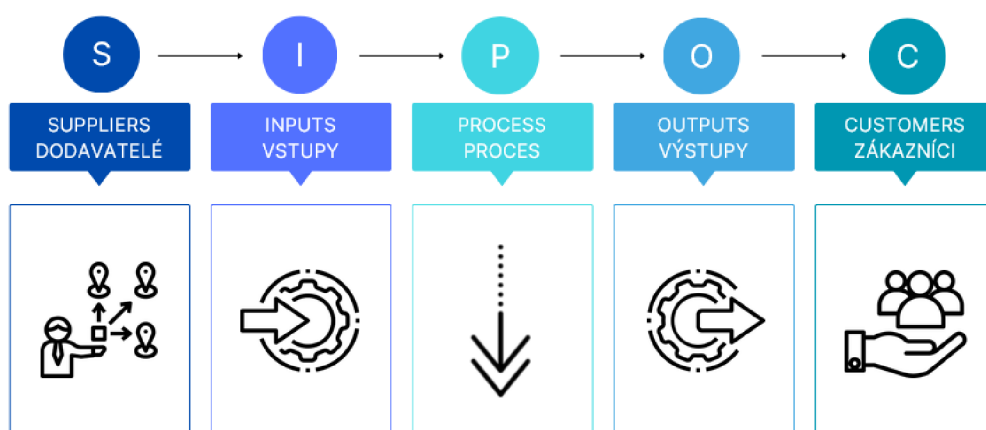 S
I
P
O
C
SUPPLIERS
DODAVATELÉ
INPUTS
VSTUPY
PROCESS
PROCES
OUTPUTS
VÝSTUPY
CUSTOMERS
ZÁKAZNÍCI